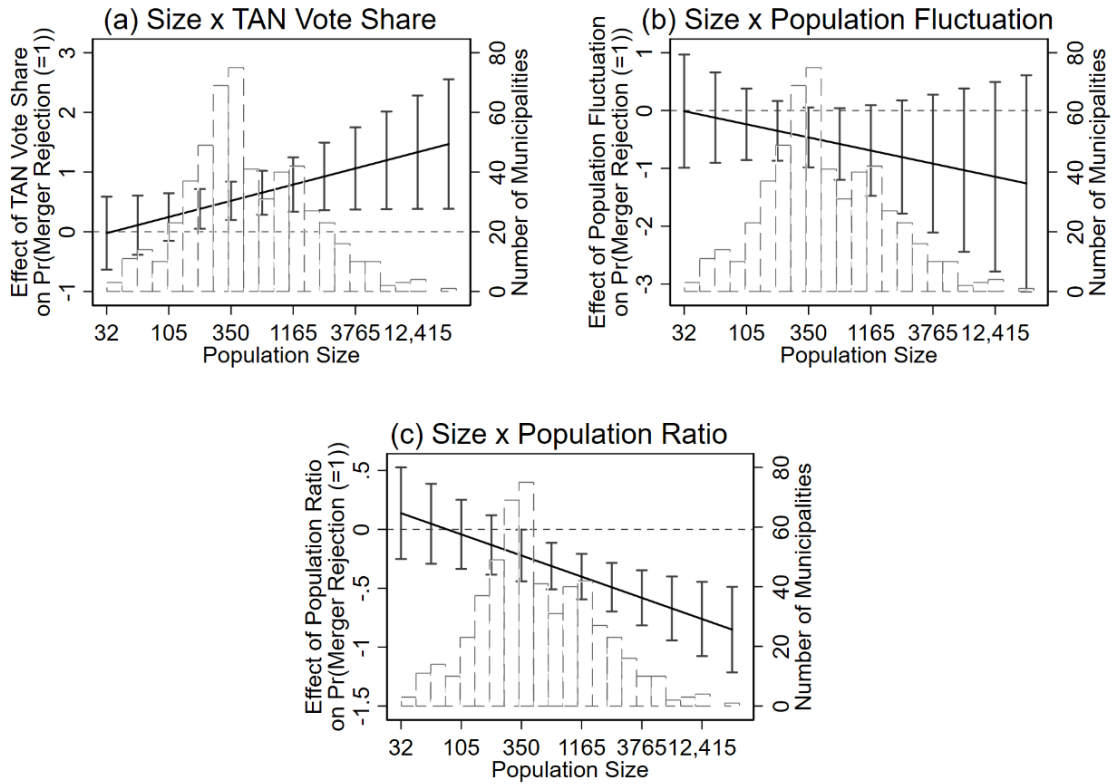 (a) Size x TAN Vote Share
Effect of TAN Vote Share
on Pr(Merger Rejection (=1))
3
2
1
0
-1
80
60
40
20
0
Number of Municipalities
32 105 350 1165 3765 12,415
Population Size
(b) Size x Population Fluctuation
Effect of Population Fluctuation
on Pr(Merger Rejection (=1))
1
0
-1
-2
-3
80
60
40
20
0
Number of Municipalities
32 105 350 1165 3765 12,415
Population Size
(c) Size x Population Ratio
Effect of Population Ratio
on Pr(Merger Rejection (=1))
.5
0
-.5
-1
-1.5
80
60
40
20
0
Number of Municipalities
32 105 350 1165 3765 12,415
Population Size